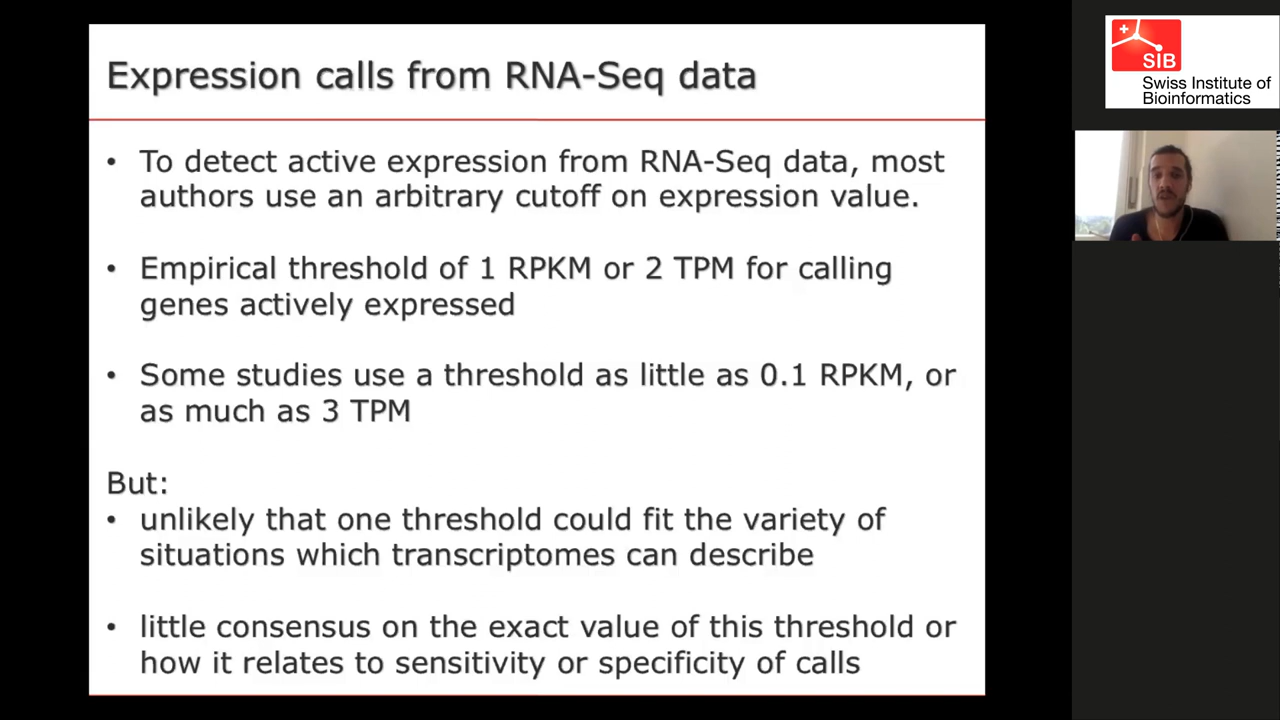 Expression calls from RNA-Seq data
• To detect active expression from RNA-Seq data, most
authors use an arbitrary cutoff on expression value.
• Empirical threshold of 1 RPKM or 2 TPM for calling
genes actively expressed
• Some studies use a threshold as little as 0.1 RPKM, or
as much as 3 TPM
But:
• unlikely that one threshold could fit the variety of
situations which transcriptomes can describe
• little consensus on the exact value of this threshold or
how it relates to sensitivity or specificity of calls
SIB
Swiss Institute of
Bioinformatics